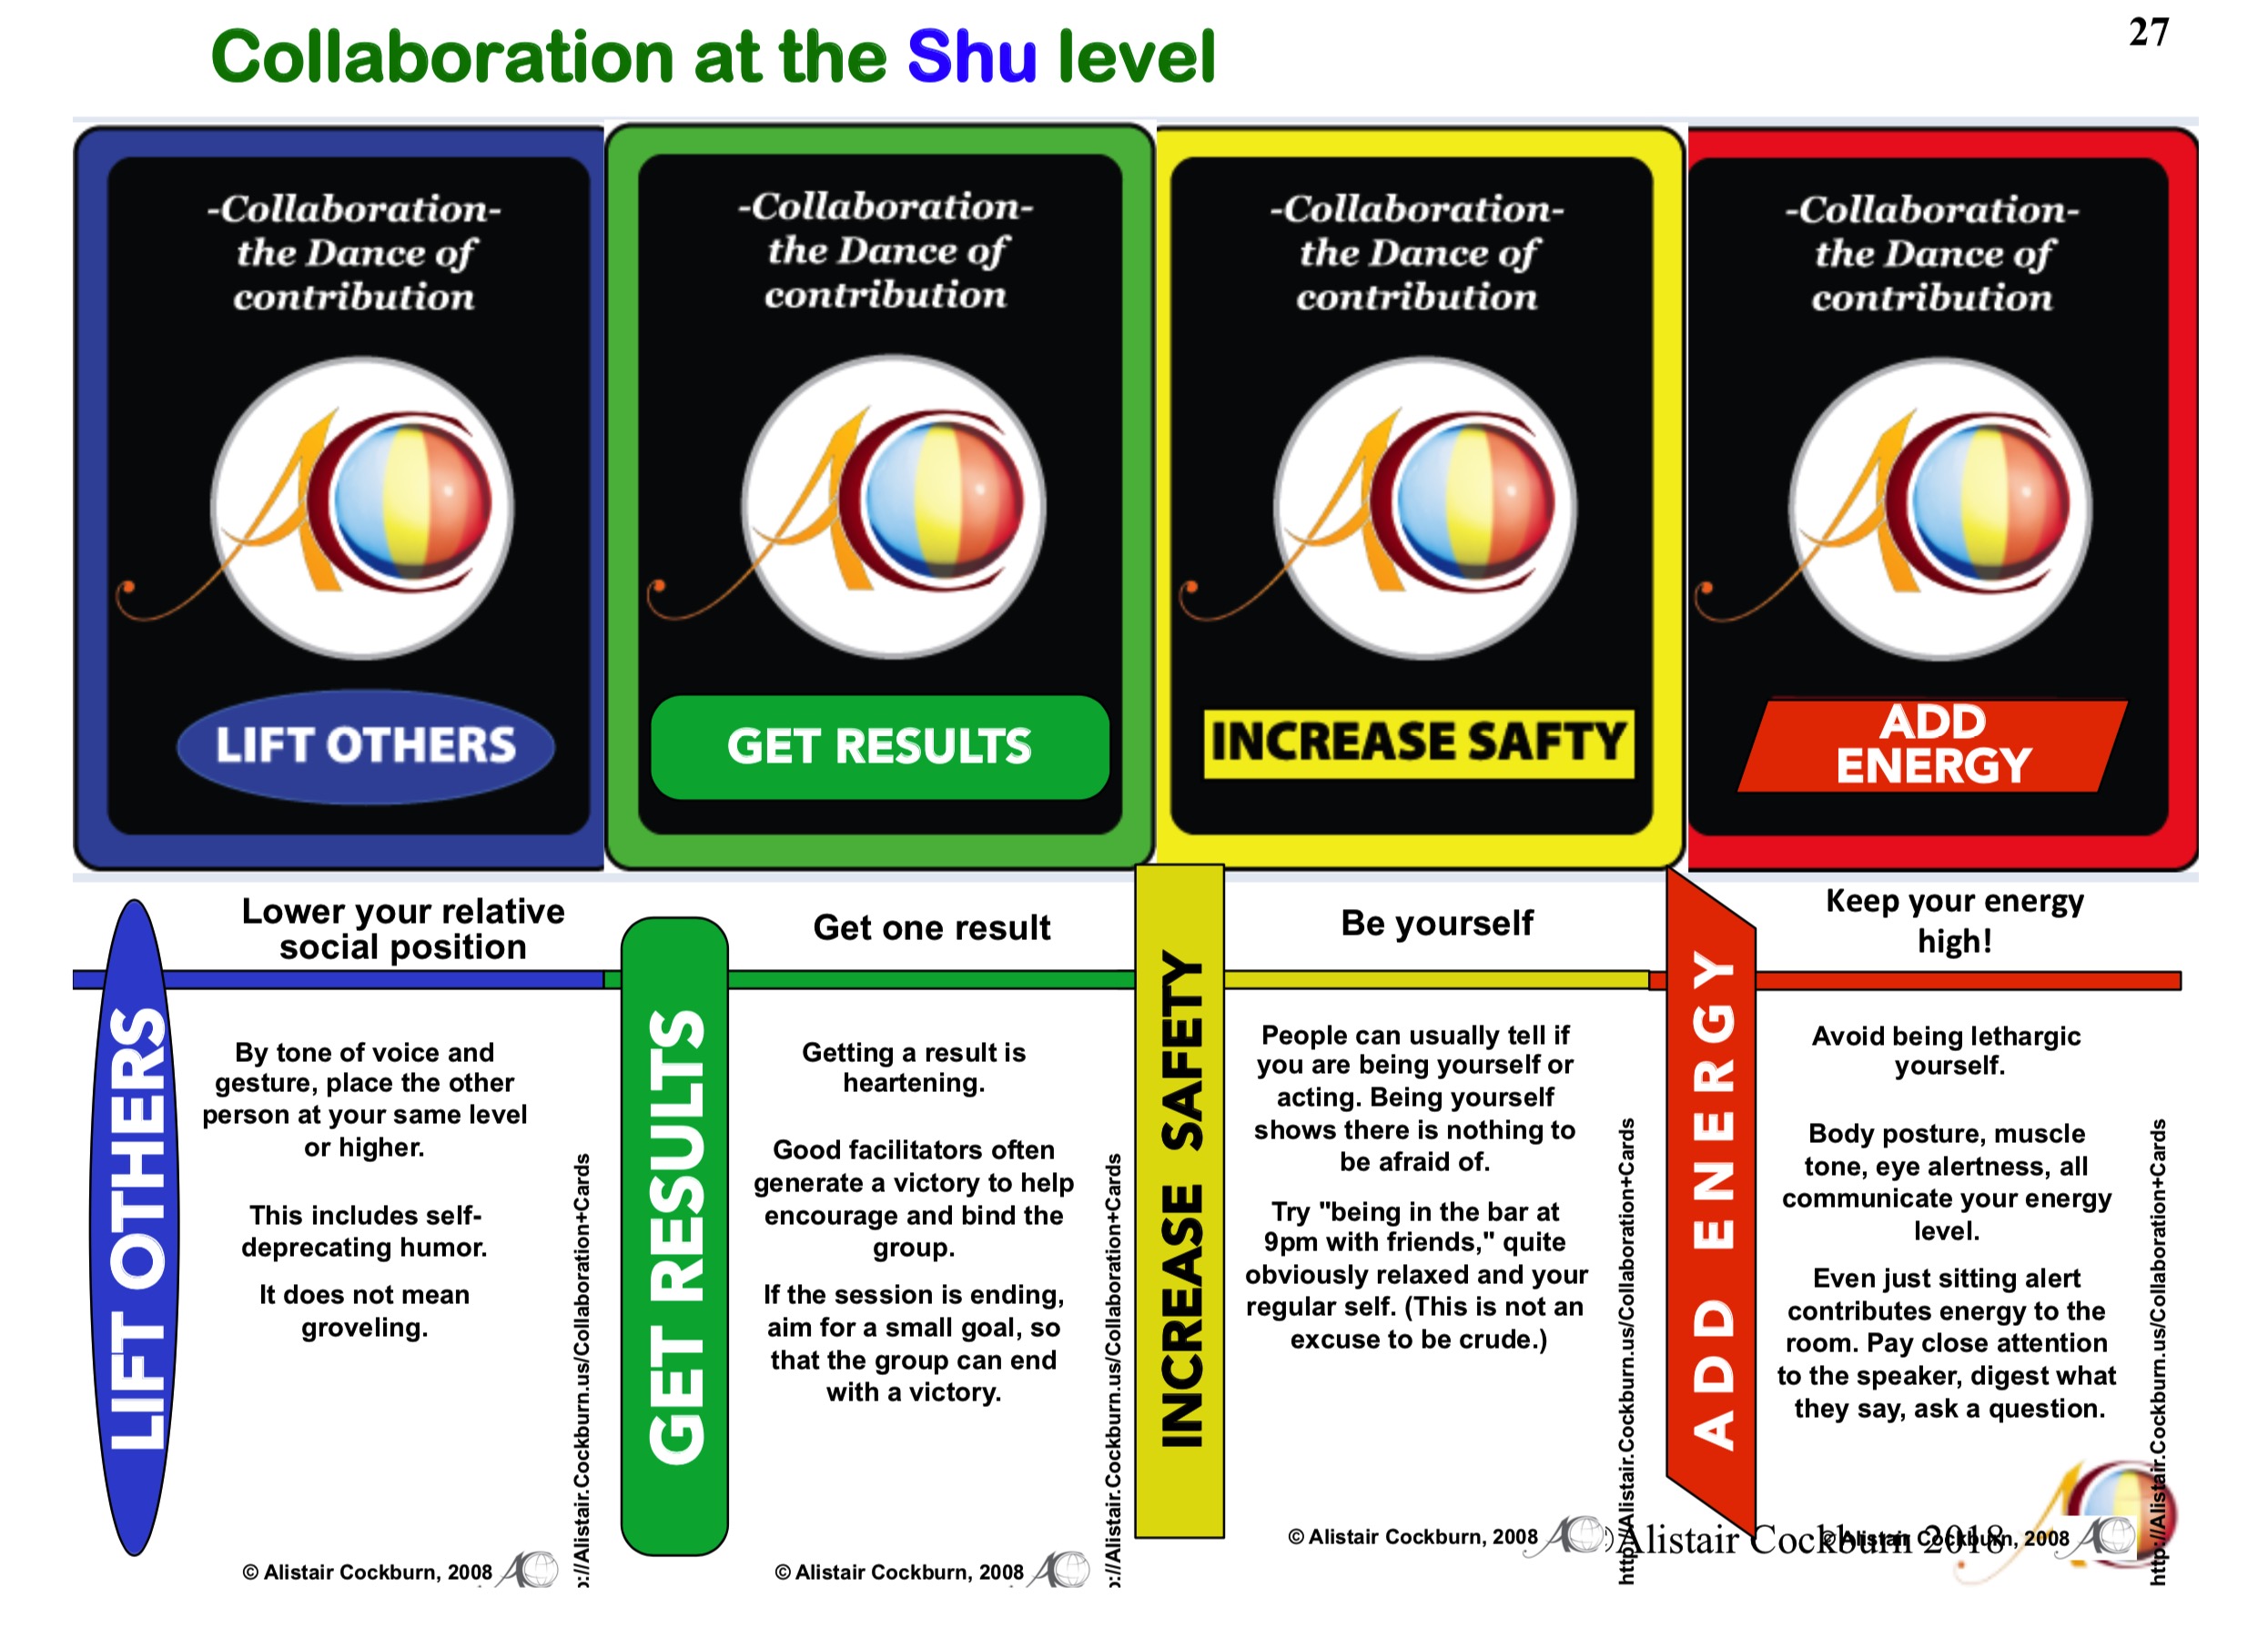 Collaboration at the Shu level
27
-Collaboration-
the Dance of
contribution
LIFT OTHERS
-Collaboration-
the Dance of
contribution
GET RESULTS
-Collaboration-
the Dance of
contribution
INCREASE SAFTY
-Collaboration-
the Dance of
contribution
ADD
ENERGY
LIFT OTHERS
Lower your relative
social position
By tone of voice and
gesture, place the other
person at your same level
or higher.
This includes self-
deprecating humor.
It does not mean
groveling.
://Alistair.Cockburn.us/Collaboration+Cards
© Alistair Cockburn, 2008
GET RESULTS
Get one result
Getting a result is
heartening.
Good facilitators often
generate a victory to help
encourage and bind the
group.
If the session is ending,
aim for a small goal, so
that the group can end
with a victory.
://Alistair.Cockburn.us/Collaboration+Cards
© Alistair Cockburn, 2008
INCREASE SAFETY
Be yourself
People can usually tell if
you are being yourself or
acting. Being yourself
shows there is nothing to
be afraid of.
Try "being in the bar at
9pm with friends," quite
obviously relaxed and your
regular self. (This is not an
excuse to be crude.)
http://Alistair.Cockburn.us/Collaboration+Cards
© Alistair Cockburn, 2008
ADD ENERGY
Keep your energy
high!
Avoid being lethargic
yourself.
Body posture, muscle
tone, eye alertness, all
communicate your energy
level.
Even just sitting alert
contributes energy to the
room. Pay close attention
to the speaker, digest what
they say, ask a question.
http://Alistair.Cockburn.us/Collaboration+Cards
© Alistair Cockburn, 2008
Alistair Cockburn 2018